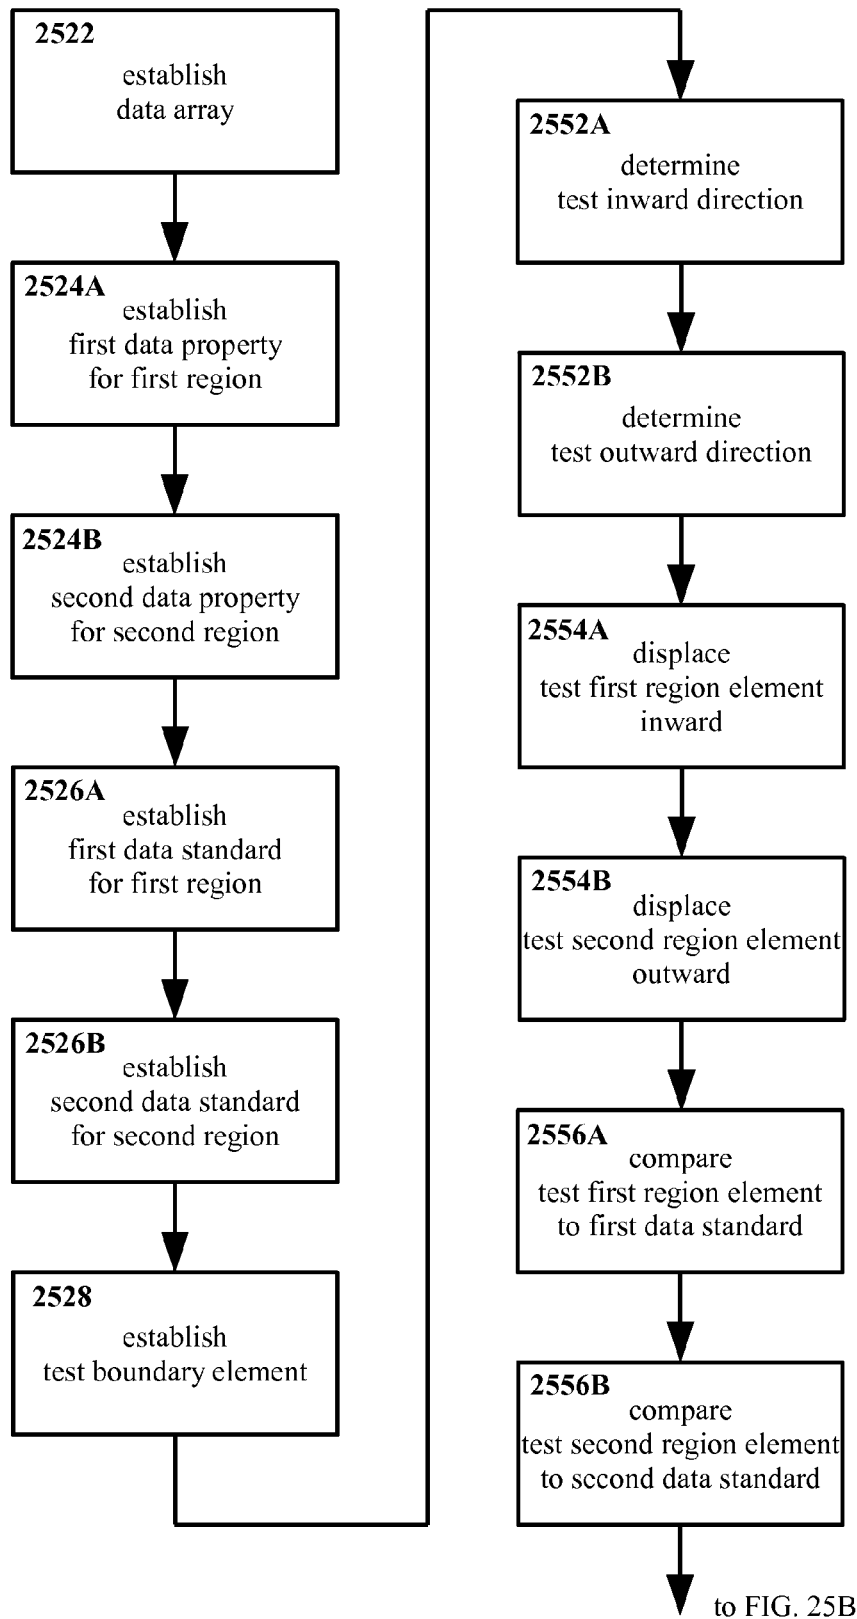 2522
establish
data array
2524A
establish
first data property
for first region
2524B
establish
second data property
for second region
2526A
establish
first data standard
for first region
2526B
establish
second data standard
for second region
2528
establish
test boundary element
2552A
determine
test inward direction
2552B
determine
test outward direction
2554A
displace
test first region element
inward
2554B
displace
test second region element
outward
2556A
compare
test first region element
to first data standard
2556B
compare
test second region element
to second data standard
to FIG. 25B